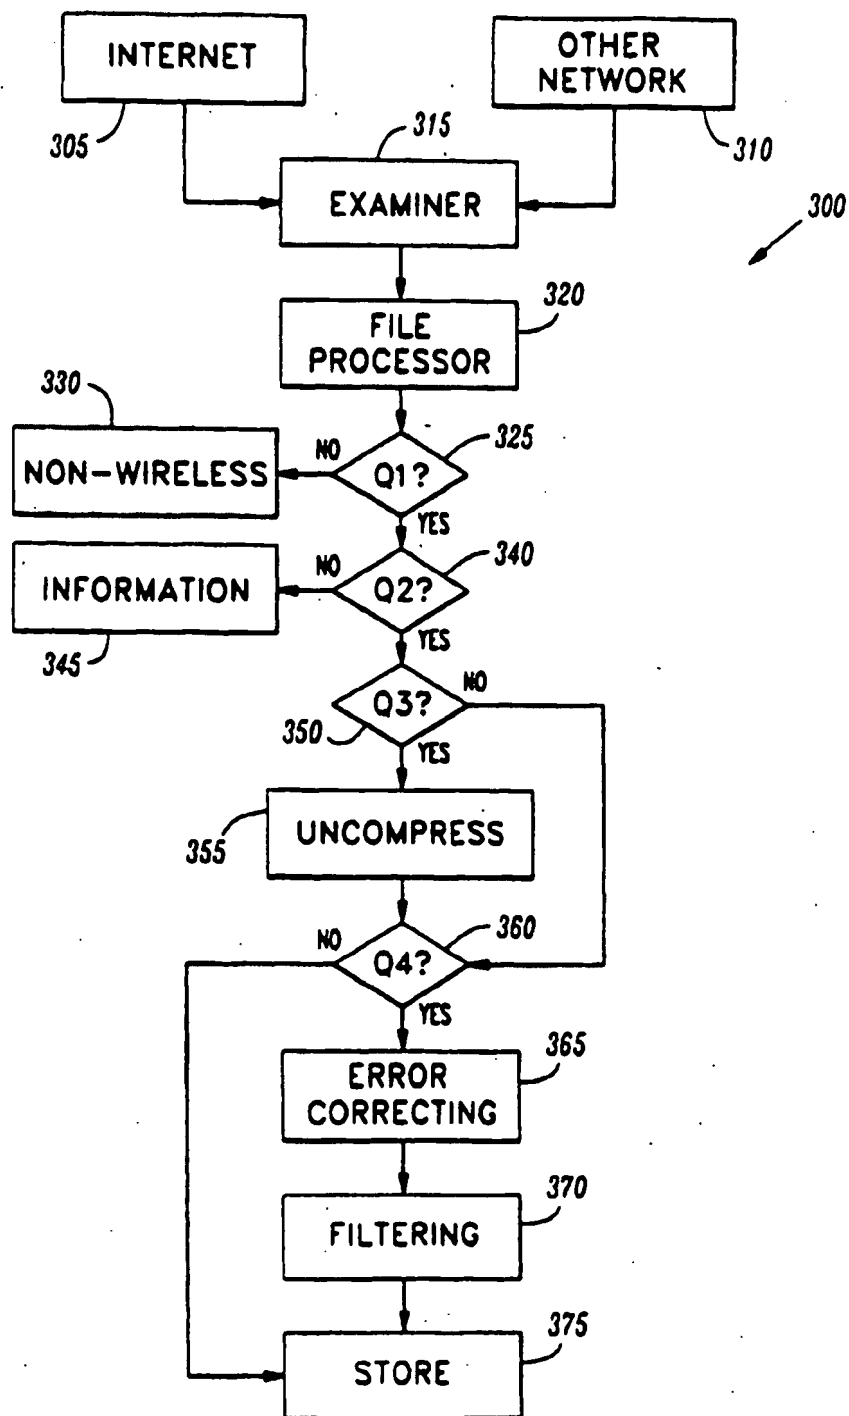 INTERNET
305
OTHER
NETWORK
310
315
EXAMINER
300
320
FILE
PROCESSOR
330
NON-WIRELESS
NO
Q1?
325
YES
INFORMATION
345
NO
Q2?
340
YES
Q3?
NO
350
YES
UNCOMPRESS
355
NO
Q4?
360
YES
365
ERROR
CORRECTING
370
FILTERING
375
STORE